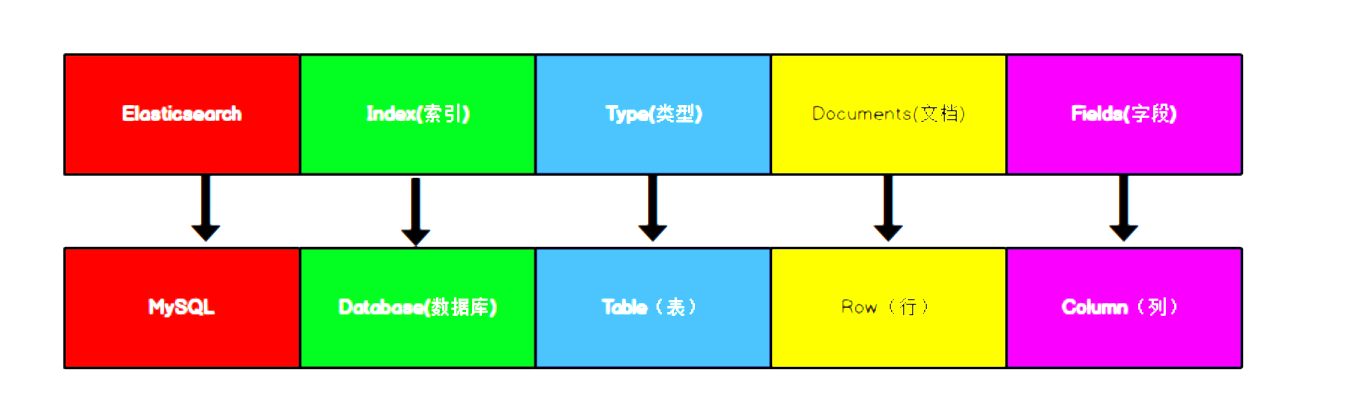 Elasticsearch
Index(索引)
Type(类型)
Documents(文档)
Fields(字段)
MySQL
Database(数据库)
Table（表）
Row（行）
Column（列）